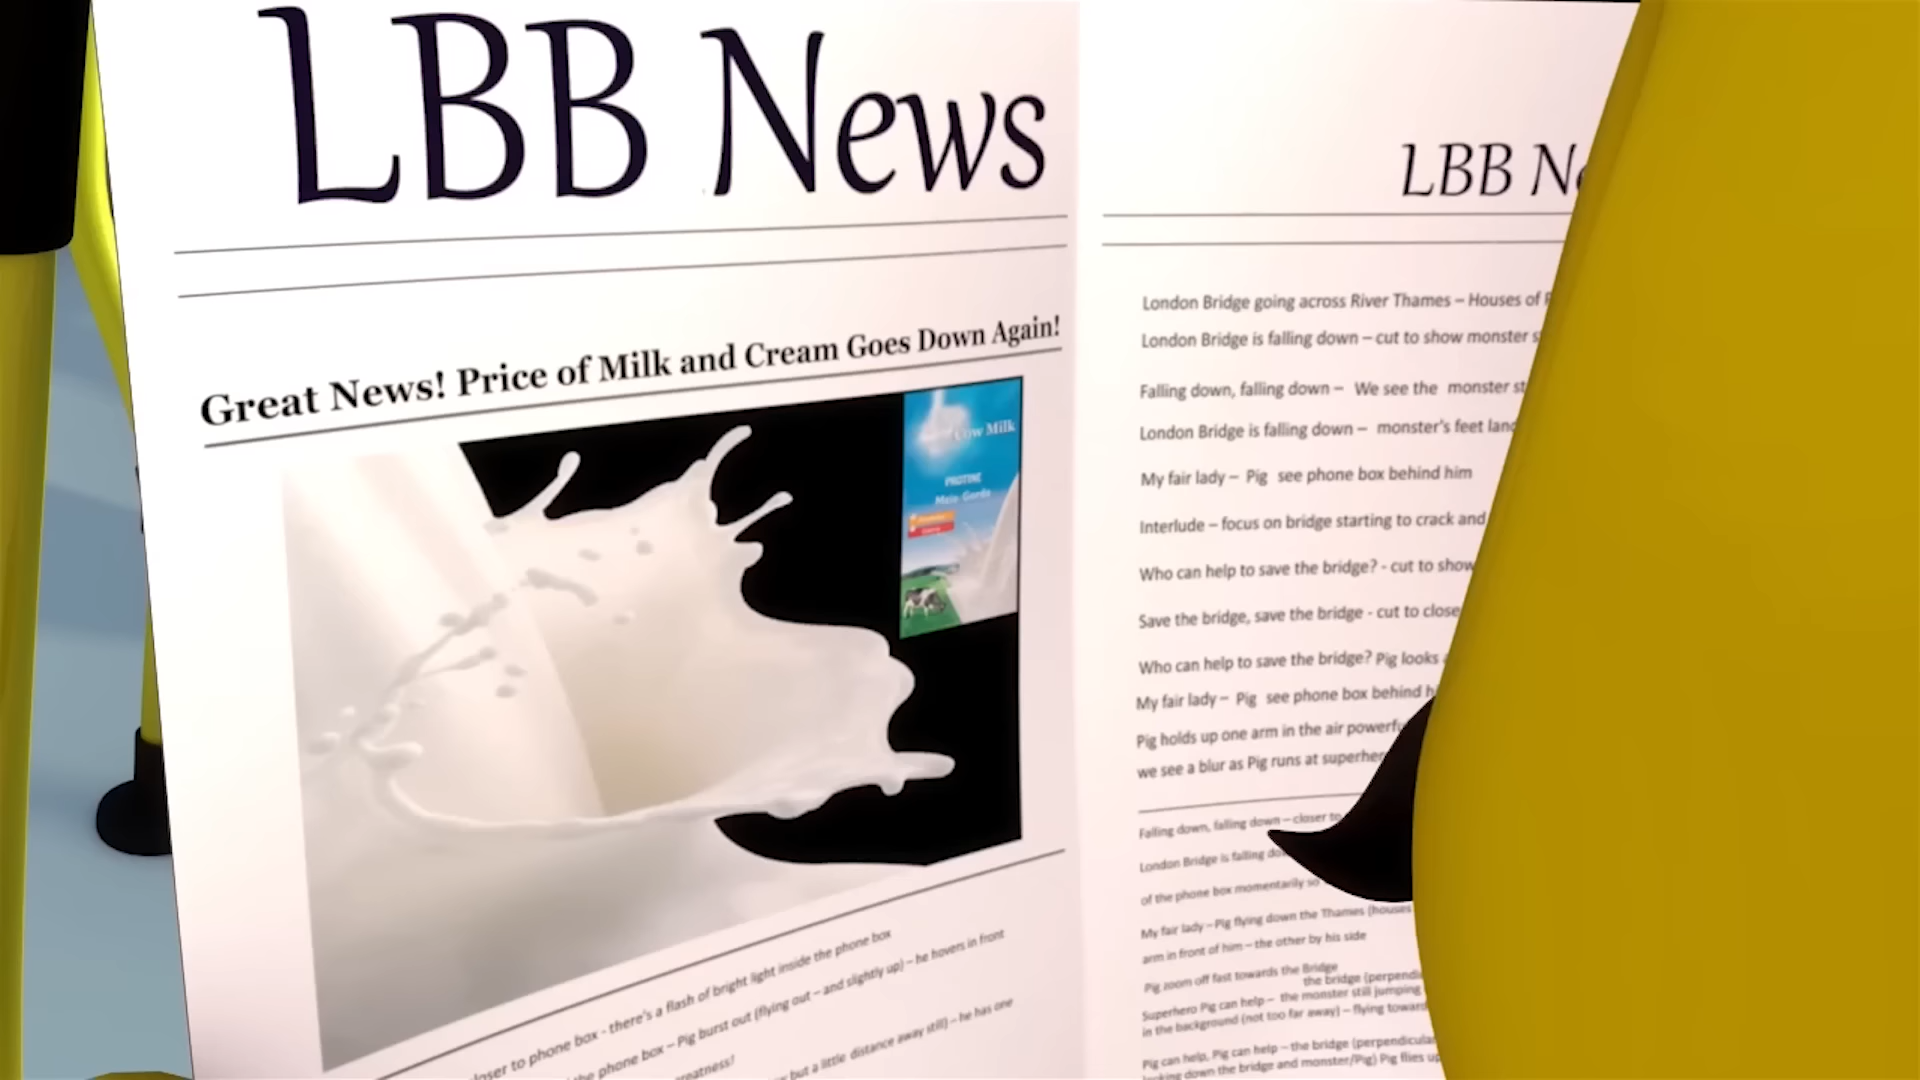 LBB News
Great News! Price of Milk and Cream Goes Down Again!
Cow Milk
PROTINE
Meio Gordo
closer to phone box - there's a flash of bright light inside the phone box
the phone box – Pig burst out (flying out – and slightly up) – he hovers in front
greatness!
but a little distance away still) – he has one
LBB Ne
London Bridge going across River Thames – Houses of P
London Bridge is falling down – cut to show monster s
Falling down, falling down – We see the monster st
London Bridge is falling down – monster's feet land
My fair lady – Pig see phone box behind him
Interlude – focus on bridge starting to crack and
Who can help to save the bridge? - cut to show
Save the bridge, save the bridge - cut to close
Who can help to save the bridge? Pig looks
My fair lady – Pig see phone box behind hi
Pig holds up one arm in the air powerfu
we see a blur as Pig runs at superhero
Falling down, falling down – closer to
London Bridge is falling do
of the phone box momentarily so
My fair lady – Pig flying down the Thames (houses
arm in front of him – the other by his side
Pig zoom off fast towards the Bridge
the bridge (perpendi
Superhero Pig can help – the monster still jumping
in the background (not too far away) – flying toward
Pig can help, Pig can help – the bridge (perpendicular
looking down the bridge and monster/Pig) Pig flies up